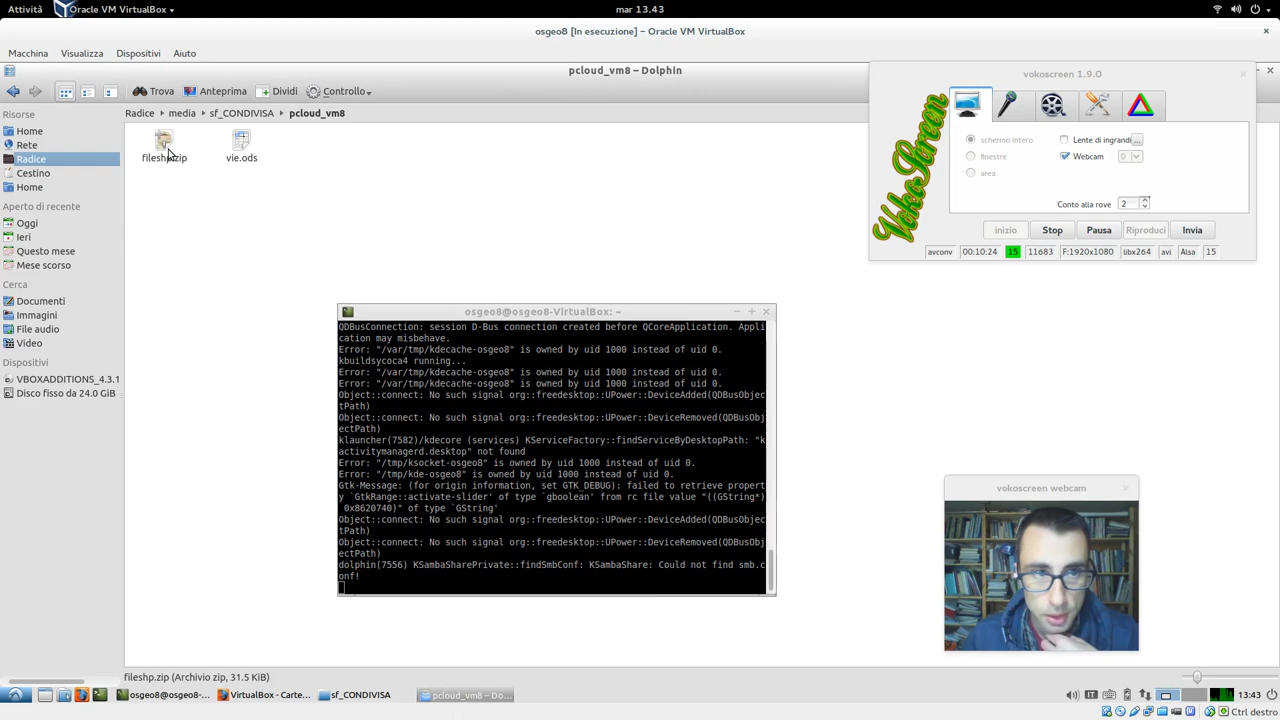 Attività
Oracle VM VirtualBox
mar 13.43
osgeo8 [In esecuzione] – Oracle VM VirtualBox
Macchina Visualizza Dispositivi Aiuto
pcloud_vm8 – Dolphin
Trova Anteprima Dividi Controllo
Risorse
Home
Rete
Radice
Cestino
Home
Aperto di recente
Oggi
Ieri
Questo mese
Mese scorso
Cerca
Documenti
Immagini
File audio
Video
Dispositivi
VBOXADDITIONS_4.3.1
Disco fisso da 24.0 GiB
Radice media sf_CONDIVISA pcloud_vm8
fileshp.zip
vie.ods
vokoscreen 1.9.0
VokoScreen
schermo intero
finestre
area
Lente di ingrandi ...
Webcam 0
Conto alla rove 2
inizio Stop Pausa Riproduci Invia
avconv 00:10:24 15 11683 F:1920x1080 libx264 avi Alsa 15
osgeo8@osgeo8-VirtualBox: ~
QDBusConnection: session D-Bus connection created before QCoreApplication. Appli
cation may misbehave.
Error: "/var/tmp/kdecache-osgeo8" is owned by uid 1000 instead of uid 0.
kbuildsycoca4 running...
Error: "/var/tmp/kdecache-osgeo8" is owned by uid 1000 instead of uid 0.
Error: "/var/tmp/kdecache-osgeo8" is owned by uid 1000 instead of uid 0.
Object::connect: No such signal org::freedesktop::UPower::DeviceAdded(QDBusObjec
tPath)
Object::connect: No such signal org::freedesktop::UPower::DeviceRemoved(QDBusObj
ectPath)
klauncher(7582)/kdecore (services) KServiceFactory::findServiceByDesktopPath: "k
activitymanagerd.desktop" not found
Error: "/tmp/ksocket-osgeo8" is owned by uid 1000 instead of uid 0.
Error: "/tmp/kde-osgeo8" is owned by uid 1000 instead of uid 0.
Gtk-Message: (for origin information, set GTK_DEBUG): failed to retrieve propert
y `GtkRange::activate-slider' of type `gboolean' from rc file value "((GString*)
0x8620740)" of type `GString'
Object::connect: No such signal org::freedesktop::UPower::DeviceAdded(QDBusObjec
tPath)
Object::connect: No such signal org::freedesktop::UPower::DeviceRemoved(QDBusObj
ectPath)
dolphin(7556) KSambaSharePrivate::findSmbConf: KSambaShare: Could not find smb.c
onf!
vokoscreen webcam
fileshp.zip (Archivio zip, 31.5 KiB)
osgeo8@osgeo8-...
VirtualBox - Carte...
sf_CONDIVISA
pcloud_vm8 – Do...
IT
13:43
Ctrl destro